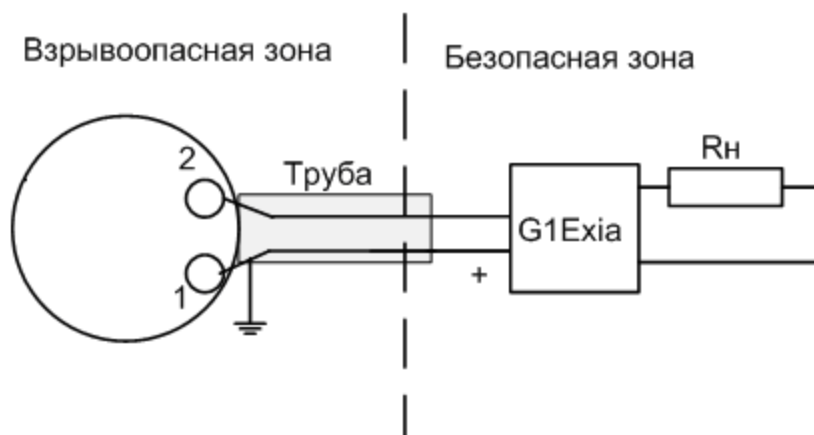 Взрывоопасная зона
Безопасная зона
2
Труба
Rн
G1Exia
1
+